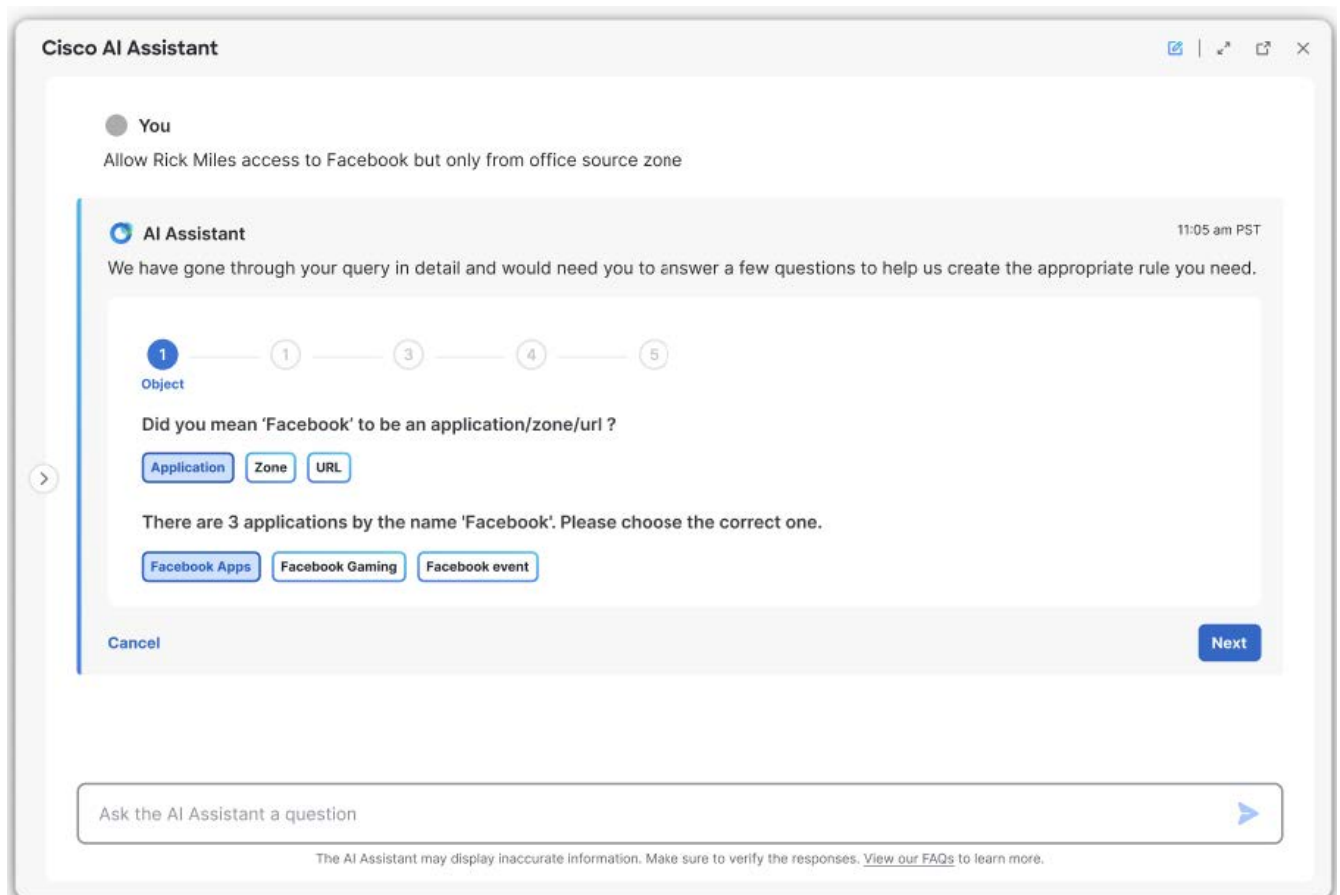 Cisco AI Assistant
You
Allow Rick Miles access to Facebook but only from office source zone
AI Assistant
11:05 am PST
We have gone through your query in detail and would need you to answer a few questions to help us create the appropriate rule you need.
1 1 3 4 5
Object
Did you mean ‘Facebook’ to be an application/zone/url ?
Application Zone URL
There are 3 applications by the name 'Facebook'. Please choose the correct one.
Facebook Apps Facebook Gaming Facebook event
Cancel Next
Ask the AI Assistant a question
The AI Assistant may display inaccurate information. Make sure to verify the responses. View our FAQs to learn more.